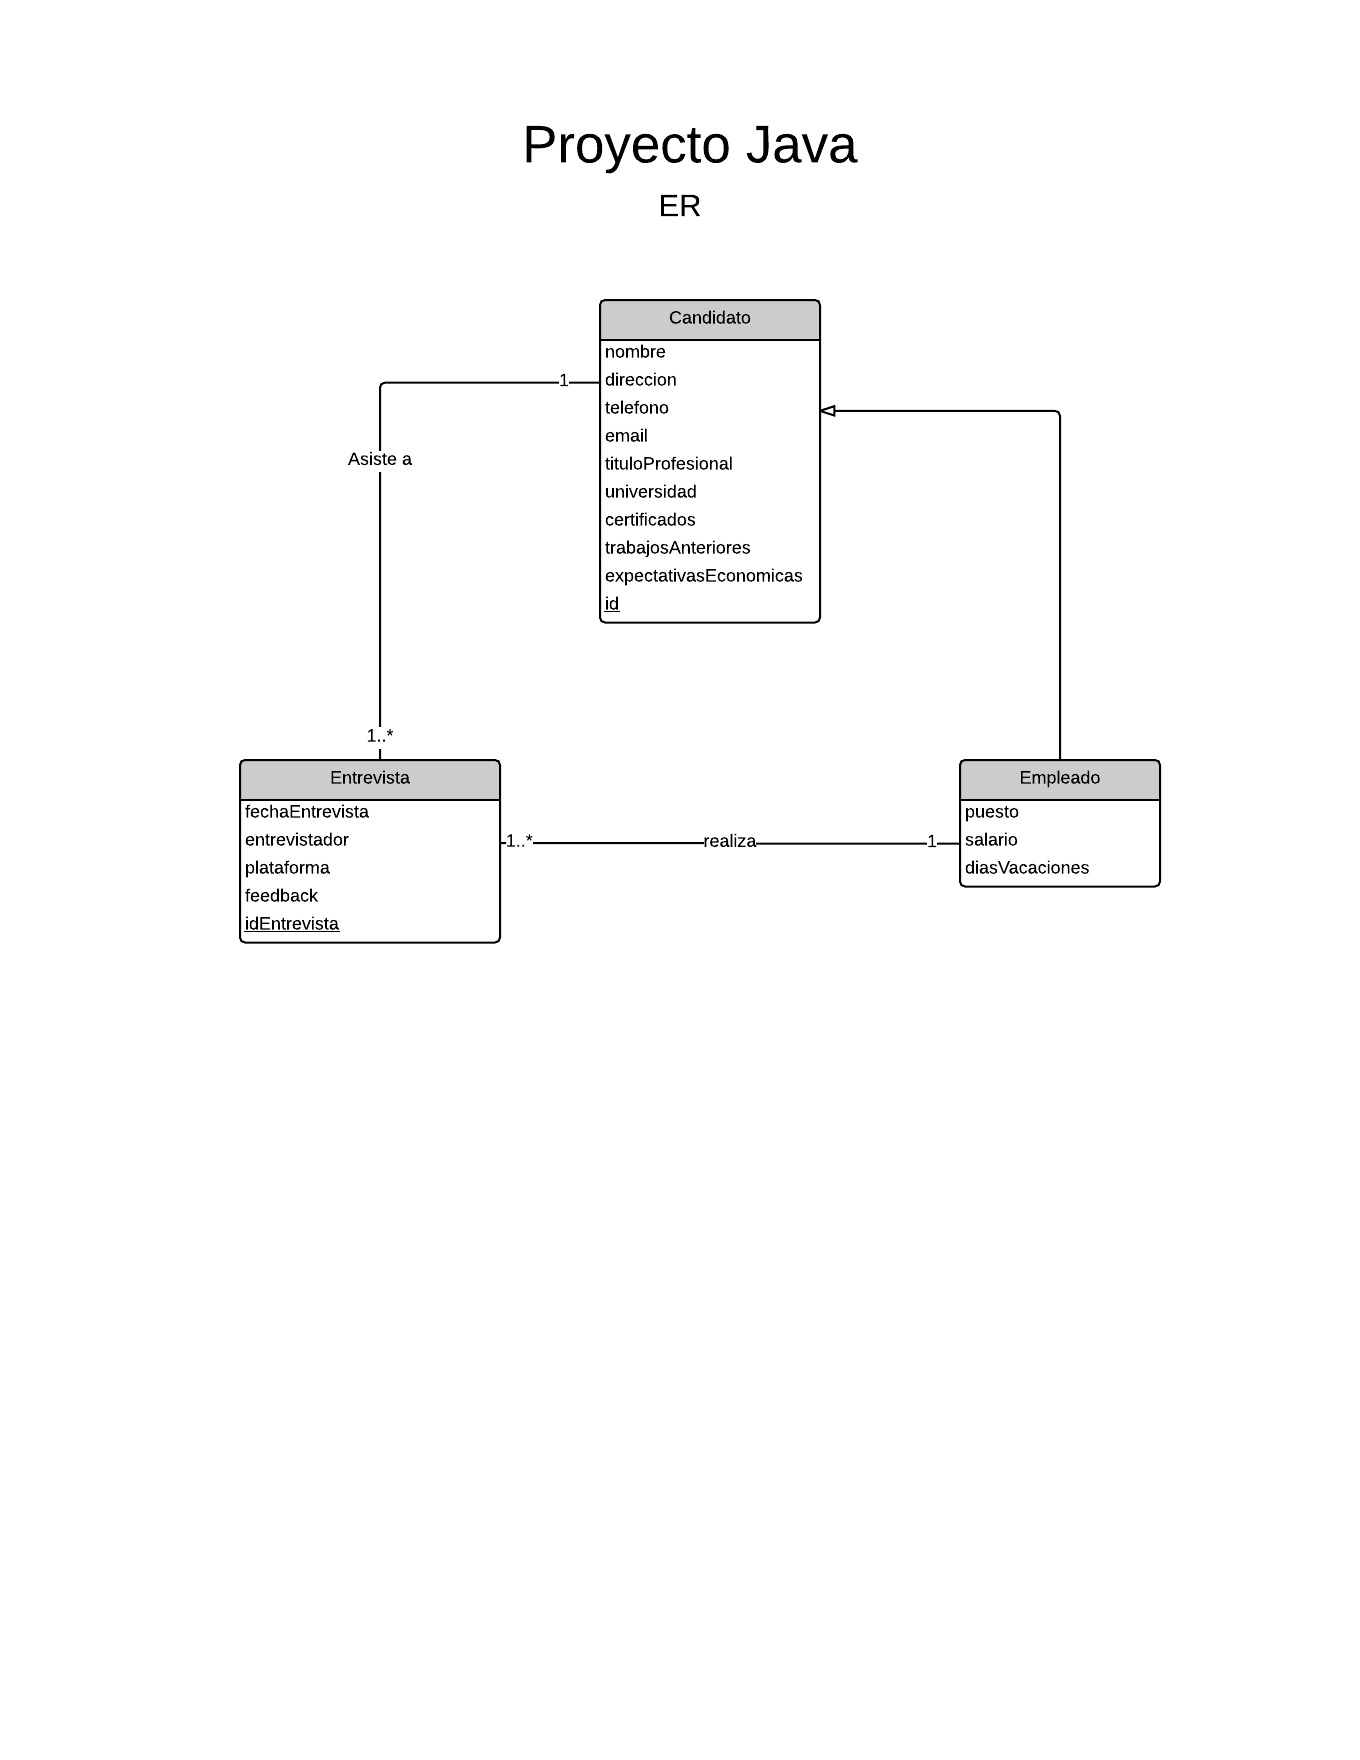 Proyecto Java
ER
Candidato
nombre
direccion
telefono
email
tituloProfesional
universidad
certificados
trabajosAnteriores
expectativasEconomicas
id
1
Asiste a
1..*
Entrevista
fechaEntrevista
entrevistador
plataforma
feedback
idEntrevista
1..*
realiza
1
Empleado
puesto
salario
diasVacaciones